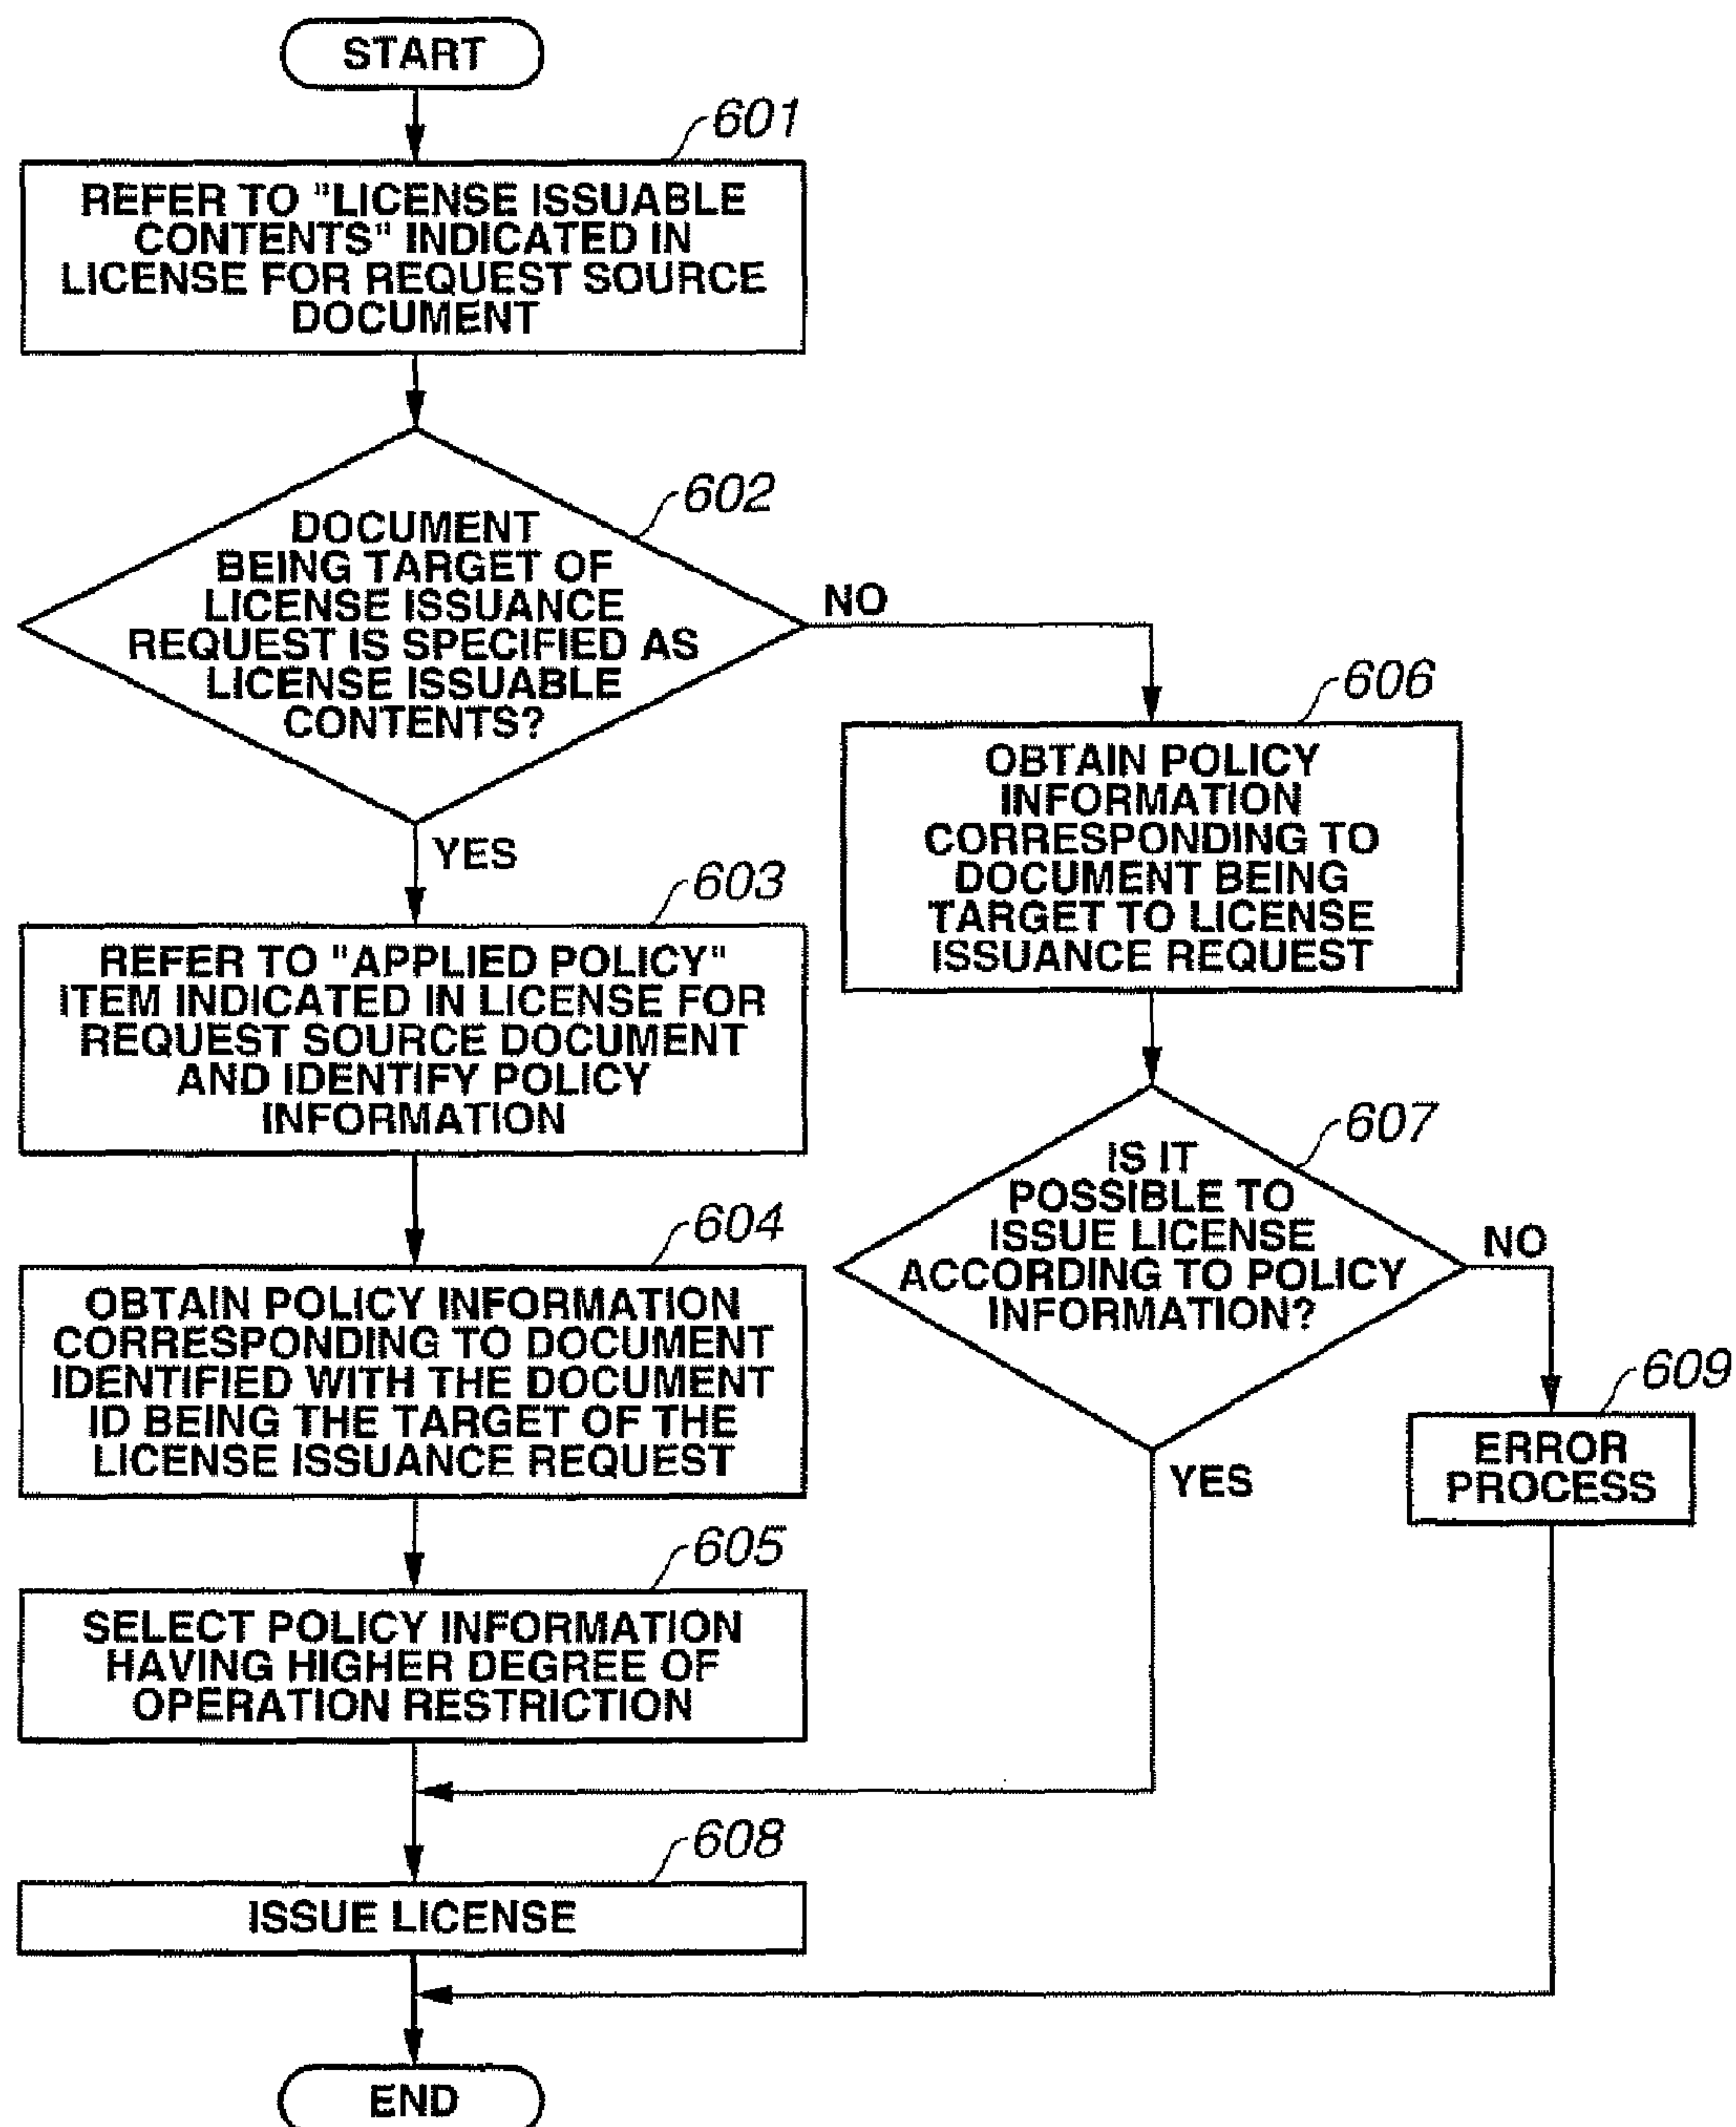 START
601
REFER TO "LICENSE ISSUABLE
CONTENTS" INDICATED IN
LICENSE FOR REQUEST SOURCE
DOCUMENT
602
DOCUMENT
BEING TARGET OF
LICENSE ISSUANCE
REQUEST IS SPECIFIED AS
LICENSE ISSUABLE
CONTENTS?
NO
YES
603
REFER TO "APPLIED POLICY"
ITEM INDICATED IN LICENSE FOR
REQUEST SOURCE DOCUMENT
AND IDENTIFY POLICY
INFORMATION
604
OBTAIN POLICY INFORMATION
CORRESPONDING TO DOCUMENT
IDENTIFIED WITH THE DOCUMENT
ID BEING THE TARGET OF THE
LICENSE ISSUANCE REQUEST
605
SELECT POLICY INFORMATION
HAVING HIGHER DEGREE OF
OPERATION RESTRICTION
606
OBTAIN POLICY
INFORMATION
CORRESPONDING TO
DOCUMENT BEING
TARGET TO LICENSE
ISSUANCE REQUEST
607
IS IT
POSSIBLE TO
ISSUE LICENSE
ACCORDING TO POLICY
INFORMATION?
NO
YES
609
ERROR
PROCESS
608
ISSUE LICENSE
END